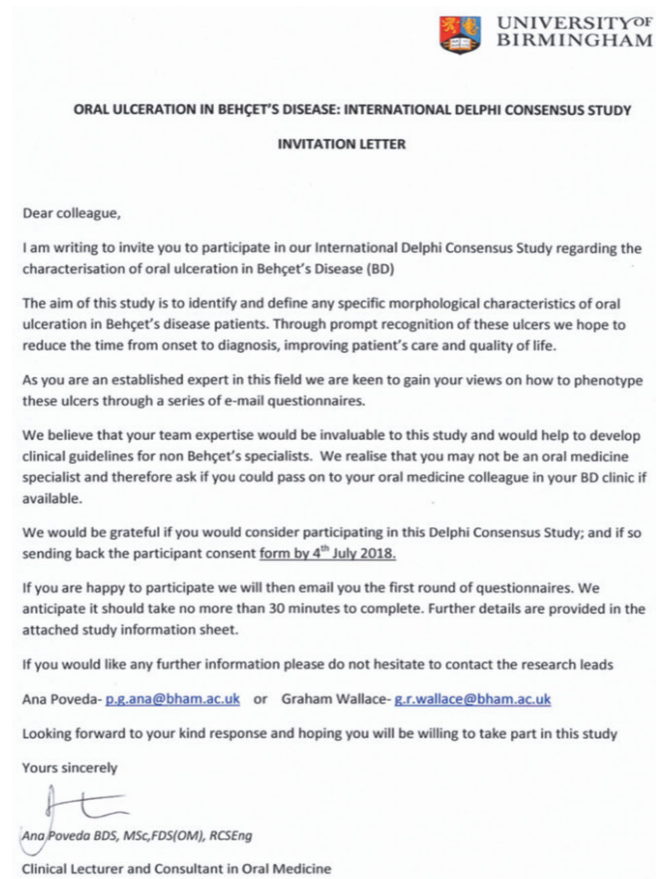 UNIVERSITYOF
BIRMINGHAM
ORAL ULCERATION IN BEHÇET'S DISEASE: INTERNATIONAL DELPHI CONSENSUS STUDY
INVITATION LETTER
Dear colleague,
I am writing to invite you to participate in our International Delphi Consensus Study regarding the
characterisation of oral ulceration in Behçet's Disease (BD)
The aim of this study is to identify and define any specific morphological characteristics of oral
ulceration in Behçet's disease patients. Through prompt recognition of these ulcers we hope to
reduce the time from onset to diagnosis, improving patient's care and quality of life.
As you are an established expert in this field we are keen to gain your views on how to phenotype
these ulcers through a series of e-mail questionnaires.
We believe that your team expertise would be invaluable to this study and would help to develop
clinical guidelines for non Behçet's specialists. We realise that you may not be an oral medicine
specialist and therefore ask if you could pass on to your oral medicine colleague in your BD clinic if
available.
We would be grateful if you would consider participating in this Delphi Consensus Study; and if so
sending back the participant consent form by 4th July 2018.
If you are happy to participate we will then email you the first round of questionnaires. We
anticipate it should take no more than 30 minutes to complete. Further details are provided in the
attached study information sheet.
If you would like any further information please do not hesitate to contact the research leads
Ana Poveda- p.g.ana@bham.ac.uk or Graham Wallace- g.r.wallace@bham.ac.uk
Looking forward to your kind response and hoping you will be willing to take part in this study
Yours sincerely
Ana Poveda BDS, MSc,FDS(OM), RCSEng
Clinical Lecturer and Consultant in Oral Medicine